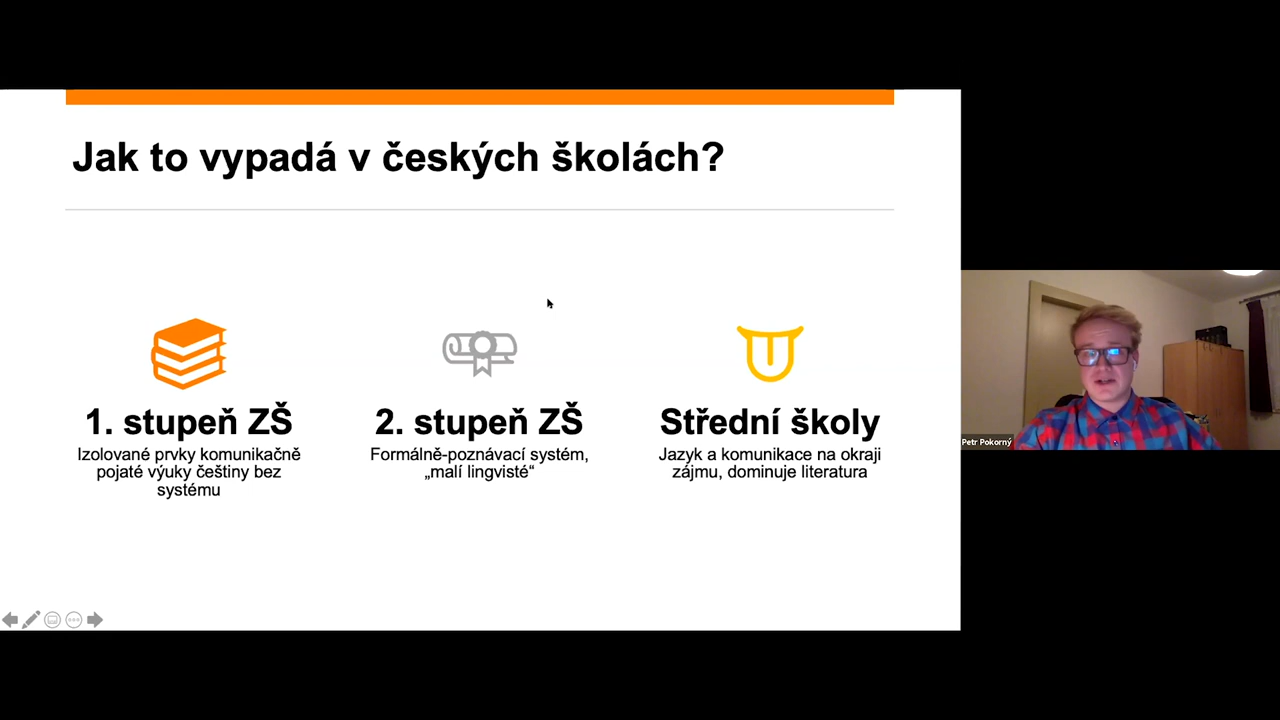 Jak to vypadá v českých školách?
1. stupeň ZŠ
Izolované prvky komunikačně
pojaté výuky češtiny bez
systému
2. stupeň ZŠ
Formálně-poznávací systém,
„malí lingvisté“
Střední školy
Jazyk a komunikace na okraji
zájmu, dominuje literatura
Petr Pokorný